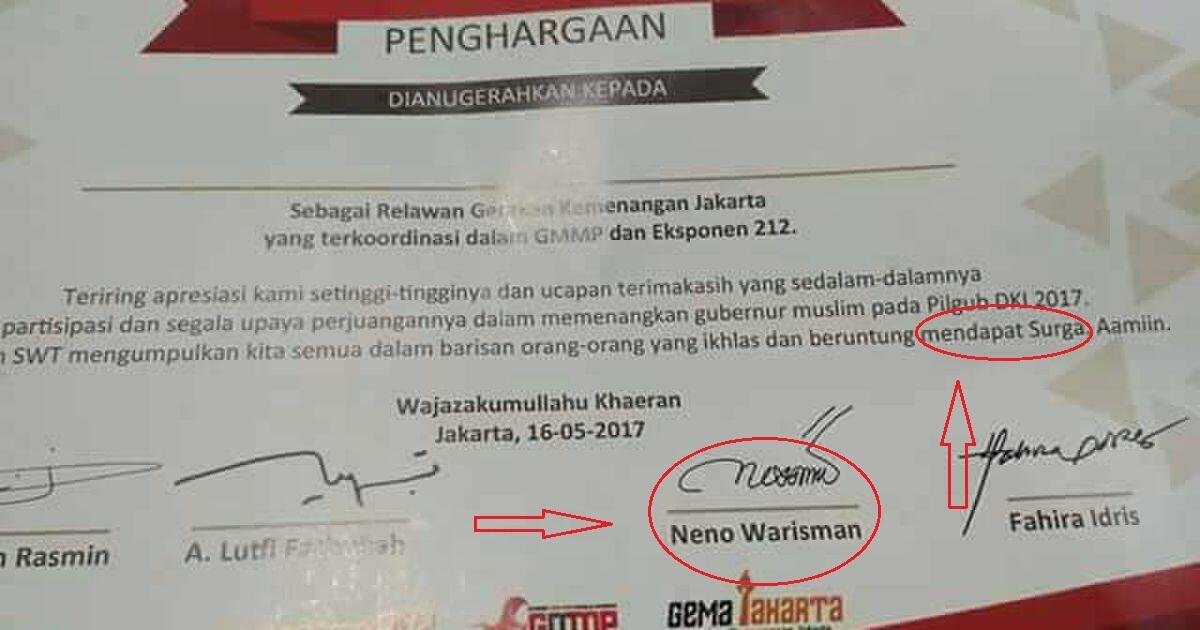 PENGHARGAAN
DIANUGERAHKAN KEPADA
Sebagai Relawan Gerakan Kemenangan Jakarta
yang terkoordinasi dalam GMMP dan Eksponen 212.
Teriring apresiasi kami setinggi-tingginya dan ucapan terimakasih yang sedalam-dalamnya
partisipasi dan segala upaya perjuangannya dalam memenangkan gubernur muslim pada Pilgub DKI 2017.
SWT mengumpulkan kita semua dalam barisan orang-orang yang ikhlas dan beruntung mendapat Surga. Aamiin.
Wajazakumullahu Khaeran
Jakarta, 16-05-2017
Rasmin
A. Lutfi
Neno Warisman
Fahira Idris
GMMP
GEMA JAKARTA